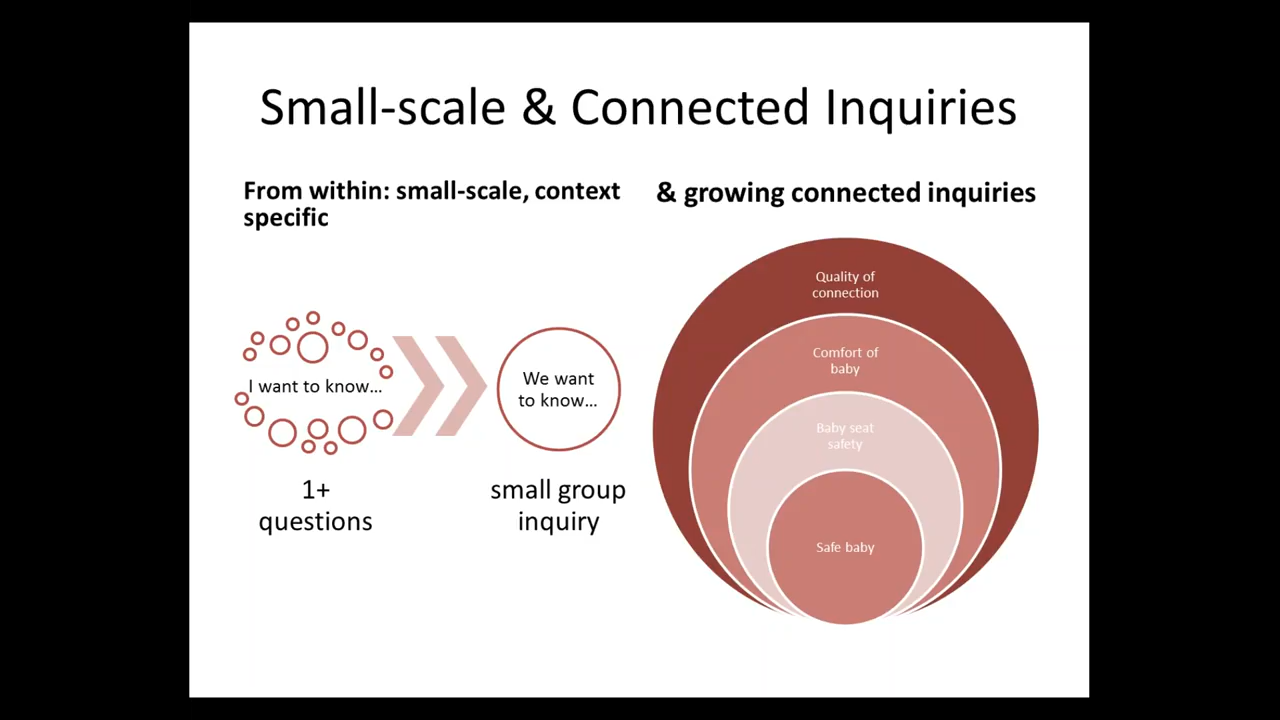 Small-scale & Connected Inquiries
From within: small-scale, context
specific
I want to know…
1+
questions
We want
to know…
small group
inquiry
& growing connected inquiries
Quality of
connection
Comfort of
baby
Baby seat
safety
Safe baby